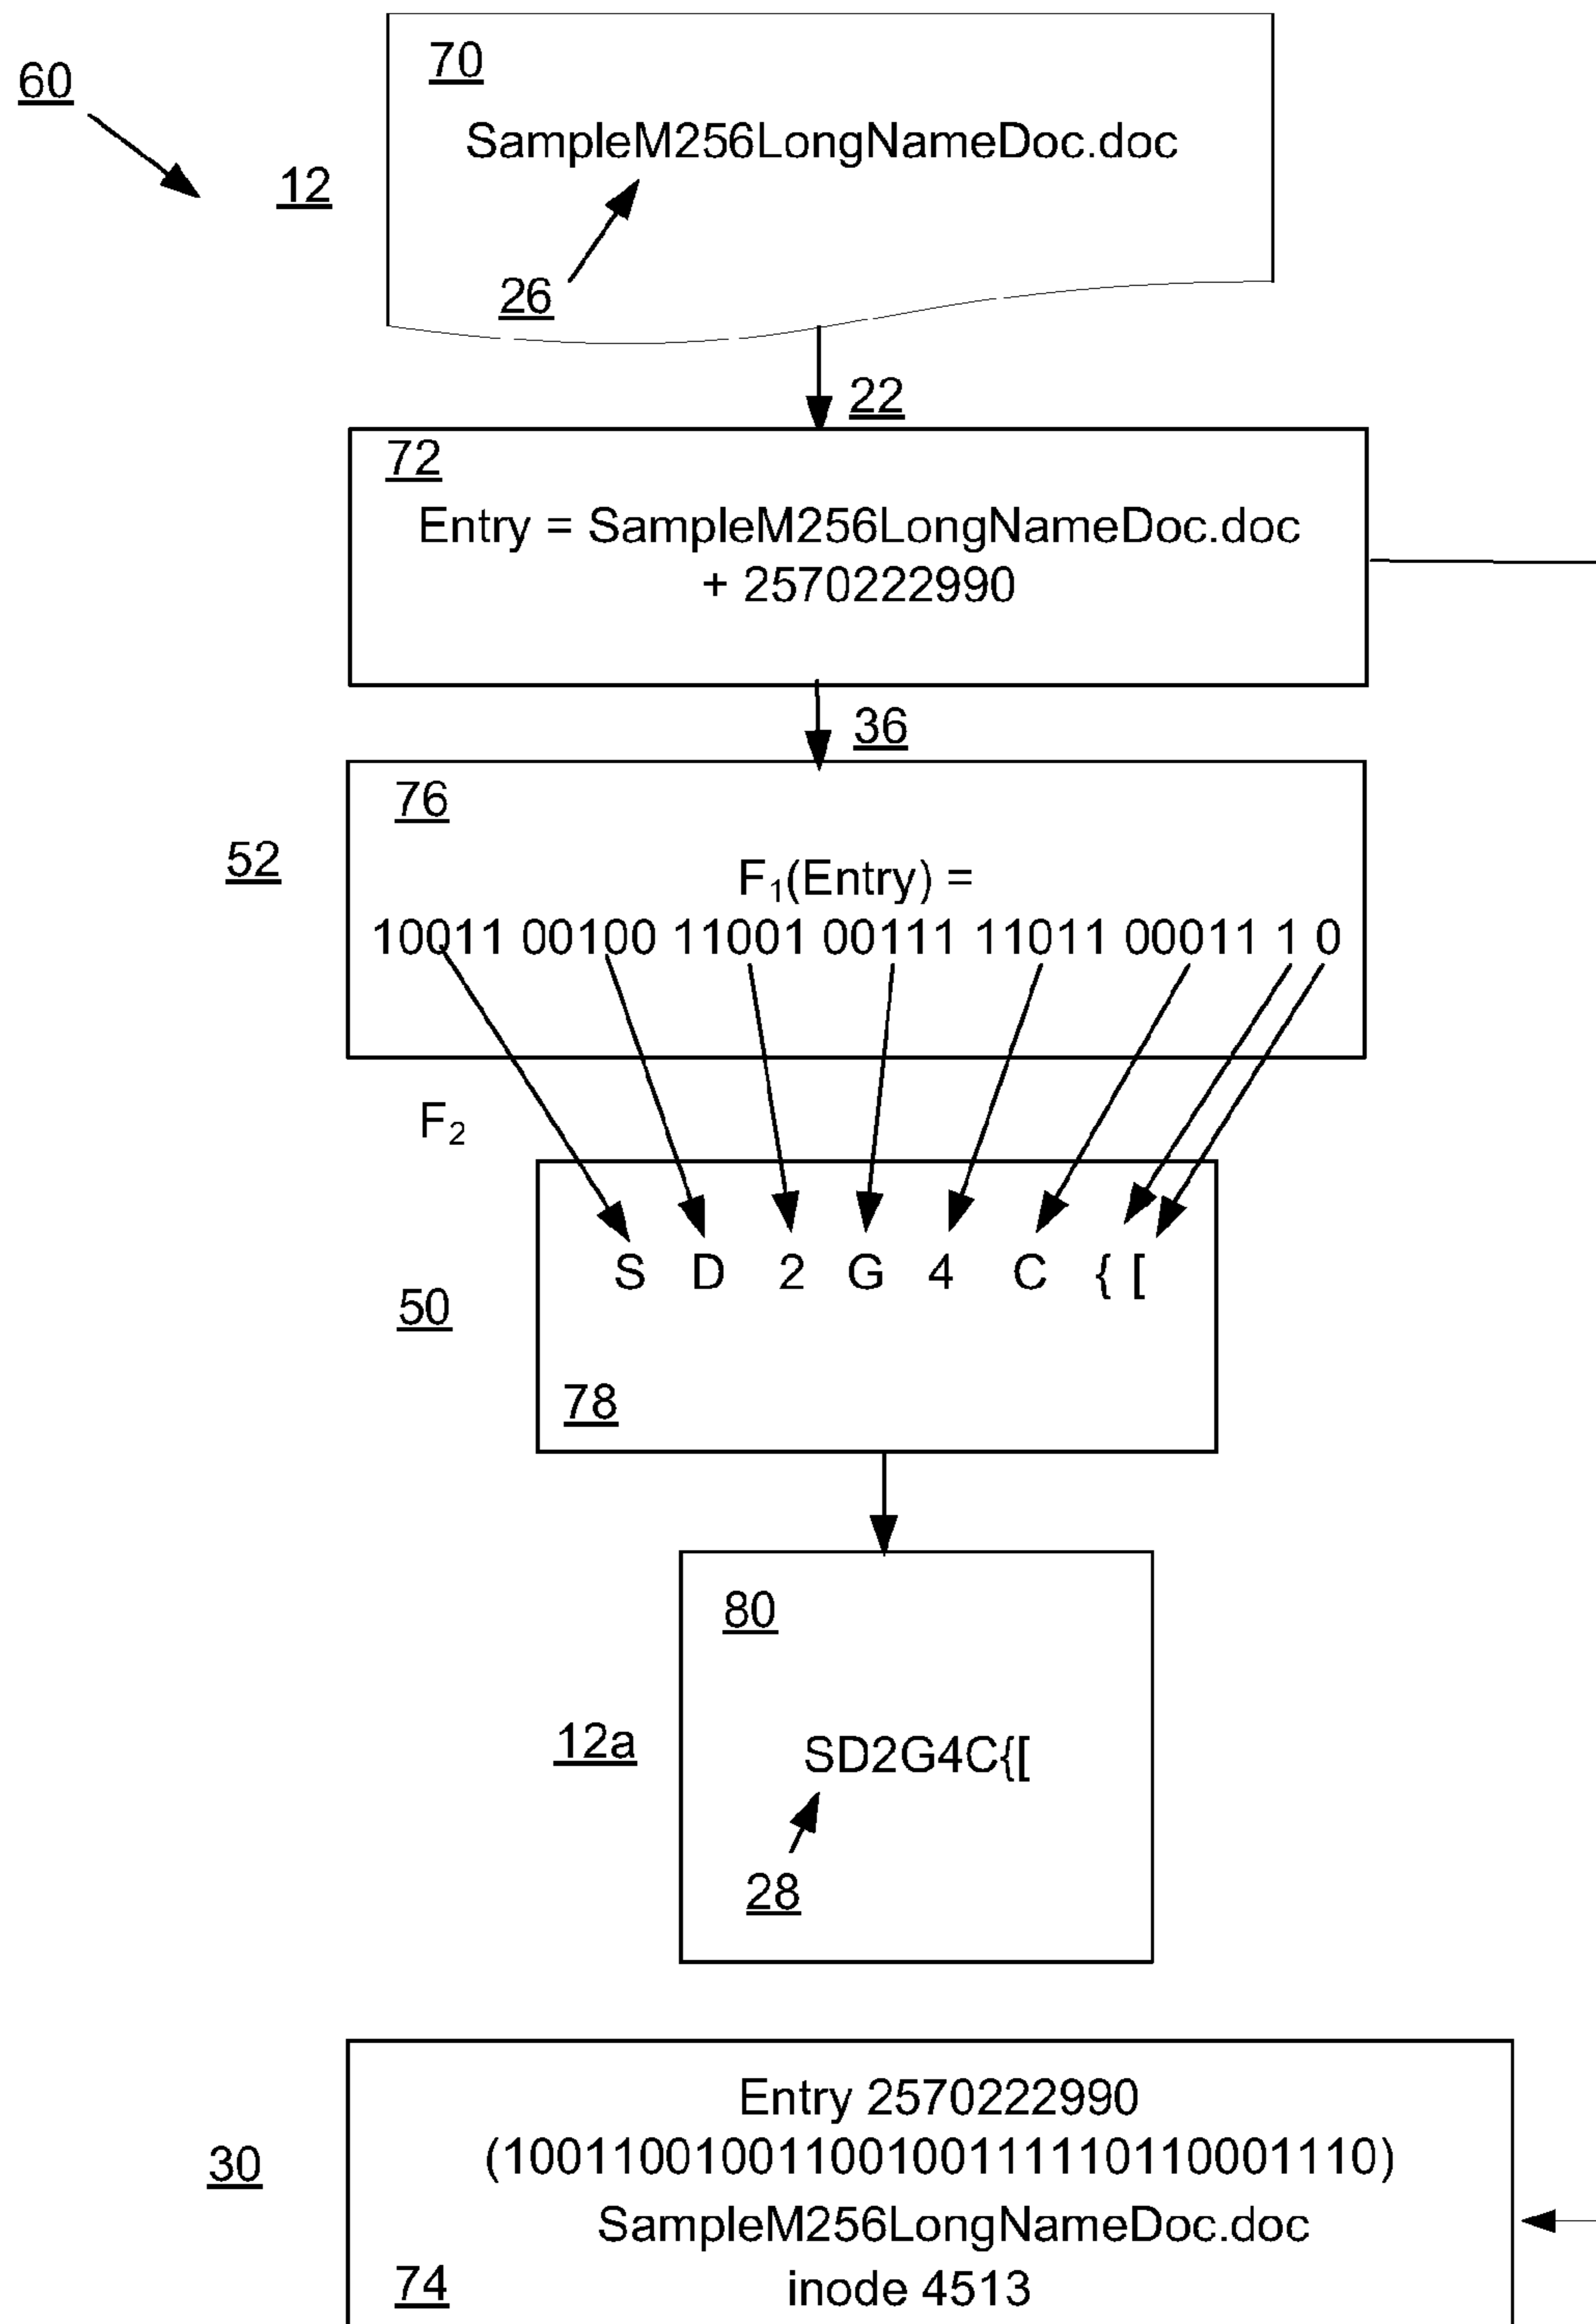 70
60
SampleM256LongNameDoc.doc
12
26
22
72
Entry = SampleM256LongNameDoc.doc
+ 2570222990
36
76
52
F₁(Entry) =
10011 00100 11001 00111 11011 00011 1 0
F₂
S D 2 G 4 C { [
50
78
80
12a
SD2G4C{[
28
Entry 2570222990
(10011001001100100111110110001110)
30
SampleM256LongNameDoc.doc
74
inode 4513